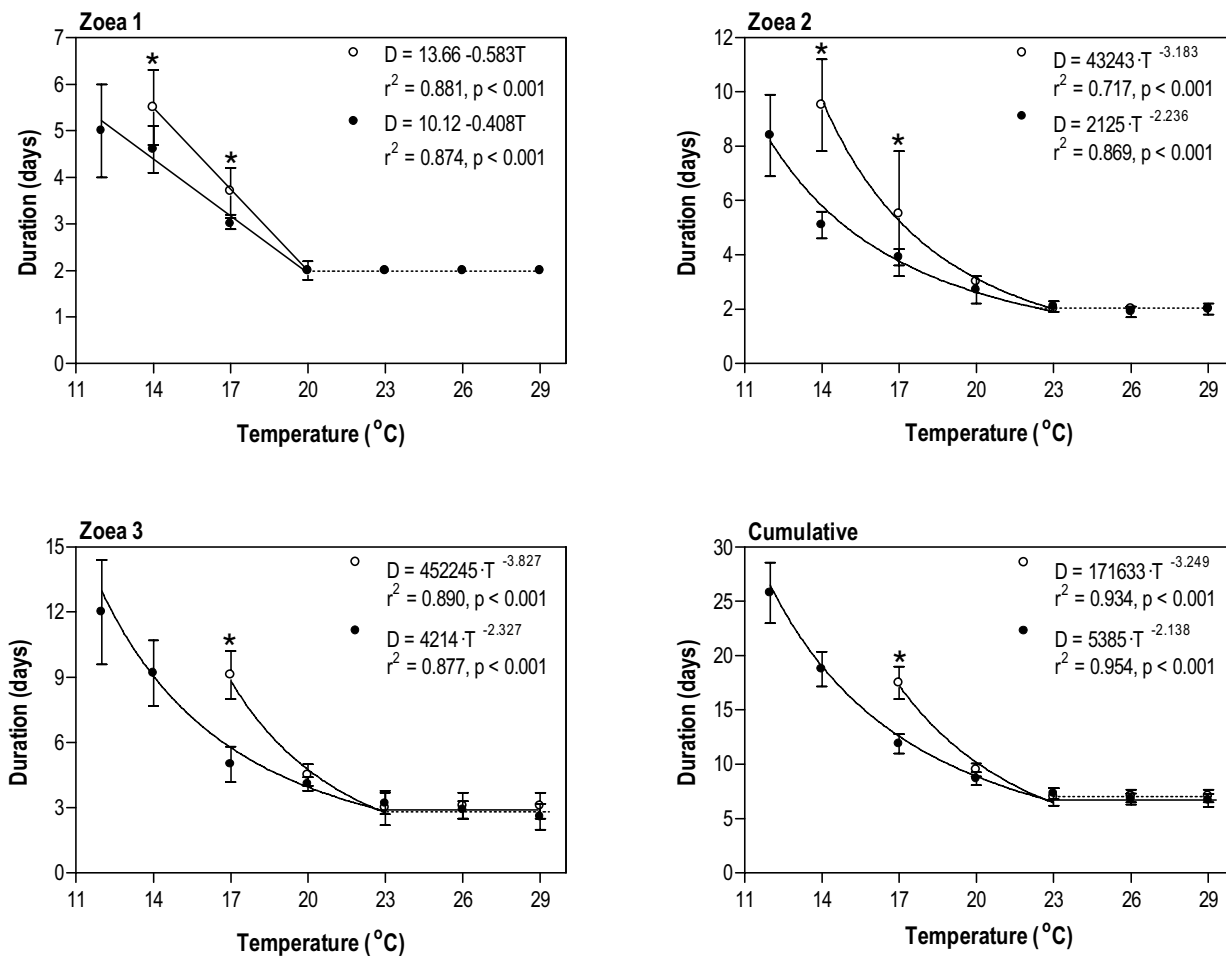 Zoea 1
D = 13.66 -0.583T
r2 = 0.881, p < 0.001
D = 10.12 -0.408T
r2 = 0.874, p < 0.001
*
*
7
6
5
4
3
2
1
0
Duration (days)
11 14 17 20 23 26 29
Temperature (°C)
Zoea 2
D = 43243·T -3.183
r2 = 0.717, p < 0.001
D = 2125·T -2.236
r2 = 0.869, p < 0.001
*
*
12
10
8
6
4
2
0
Duration (days)
11 14 17 20 23 26 29
Temperature (°C)
Zoea 3
D = 452245·T -3.827
r2 = 0.890, p < 0.001
D = 4214·T -2.327
r2 = 0.877, p < 0.001
*
15
12
9
6
3
0
Duration (days)
11 14 17 20 23 26 29
Temperature (°C)
Cumulative
D = 171633·T -3.249
r2 = 0.934, p < 0.001
D = 5385·T -2.138
r2 = 0.954, p < 0.001
*
30
25
20
15
10
5
0
Duration (days)
11 14 17 20 23 26 29
Temperature (°C)